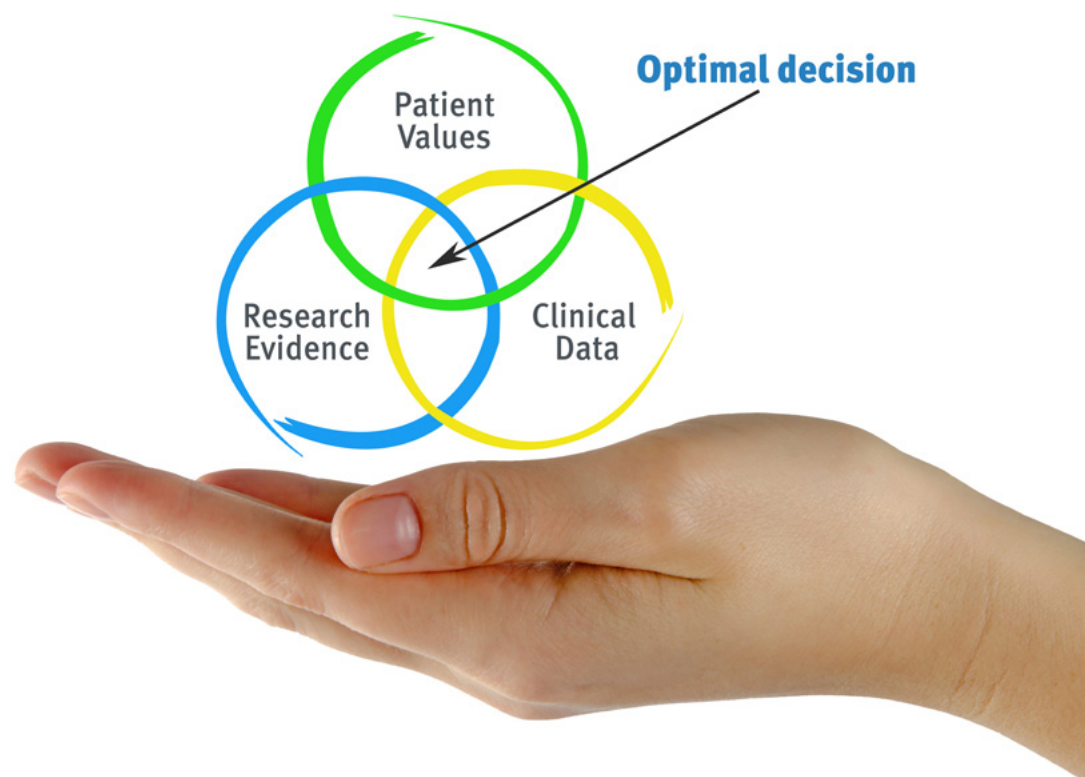 Optimal decision
Patient
Values
Research
Evidence
Clinical
Data